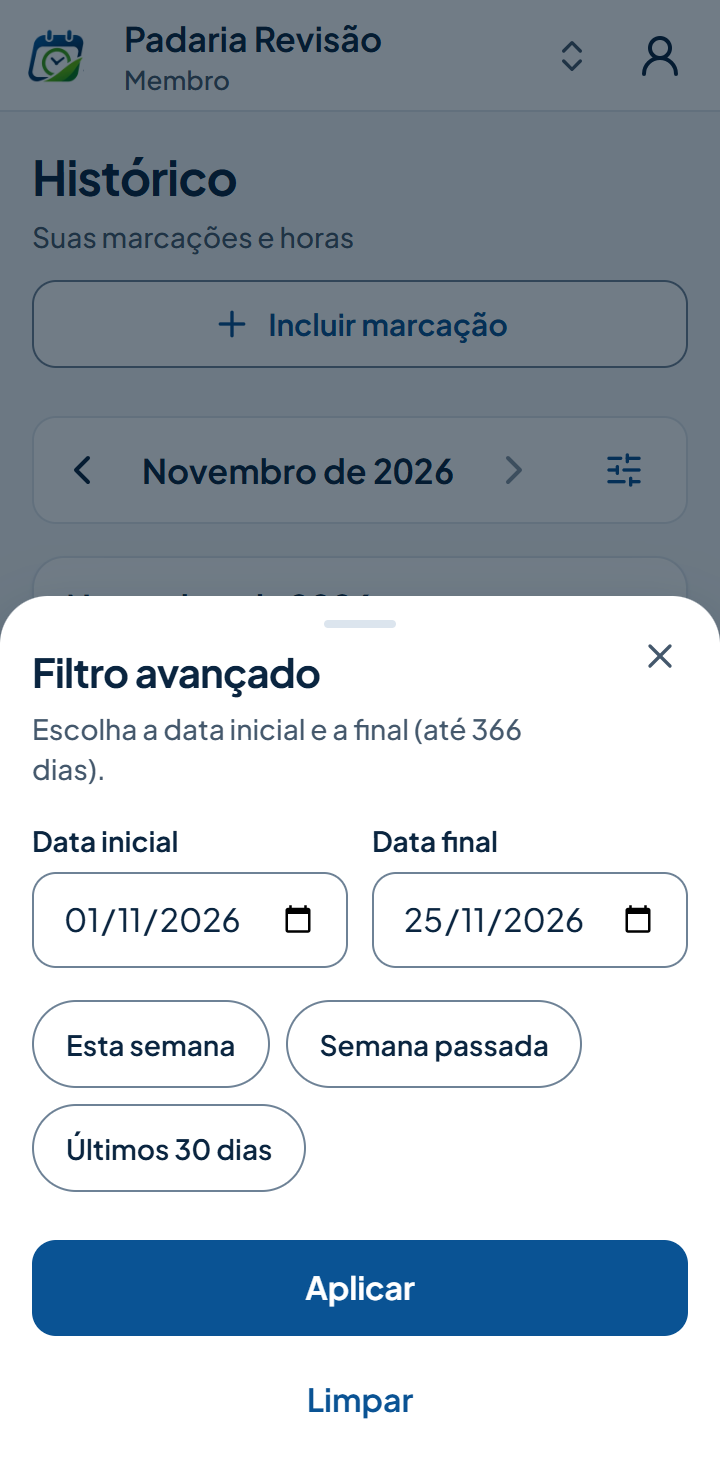 Padaria Revisão
Membro
Histórico
Suas marcações e horas
Incluir marcação
Novembro de 2026
Filtro avançado
Escolha a data inicial e a final (até 366
dias).
Data inicial
Data final
01/11/2026
25/11/2026
Esta semana
Semana passada
Últimos 30 dias
Aplicar
Limpar